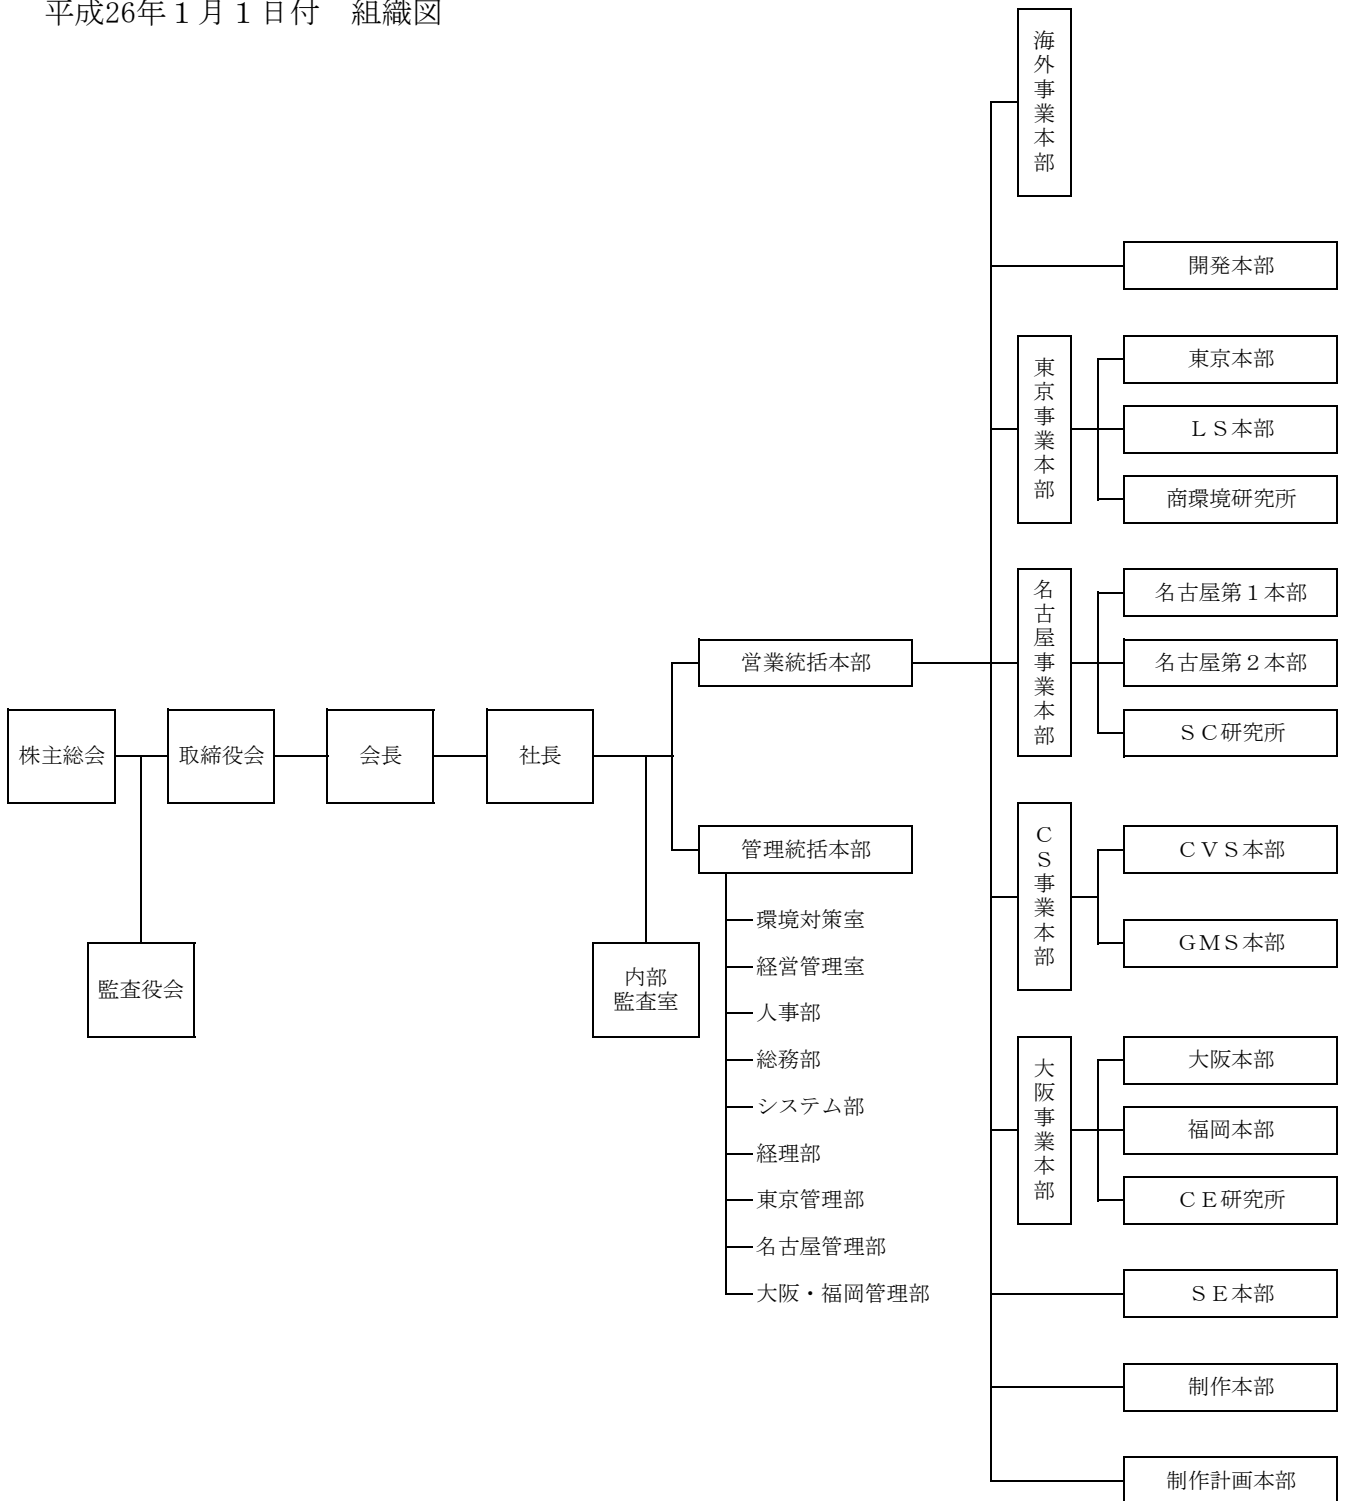 平成26年１月１日付　組織図
海外事業本部
開発本部
東京事業本部
東京本部
ＬＳ本部
商環境研究所
名古屋事業本部
名古屋第１本部
名古屋第２本部
ＳＣ研究所
営業統括本部
株主総会
取締役会
会長
社長
管理統括本部
ＣＳ事業本部
ＣＶＳ本部
ＧＭＳ本部
監査役会
内部
監査室
環境対策室
経営管理室
人事部
総務部
システム部
経理部
東京管理部
名古屋管理部
大阪・福岡管理部
大阪事業本部
大阪本部
福岡本部
ＣＥ研究所
ＳＥ本部
制作本部
制作計画本部